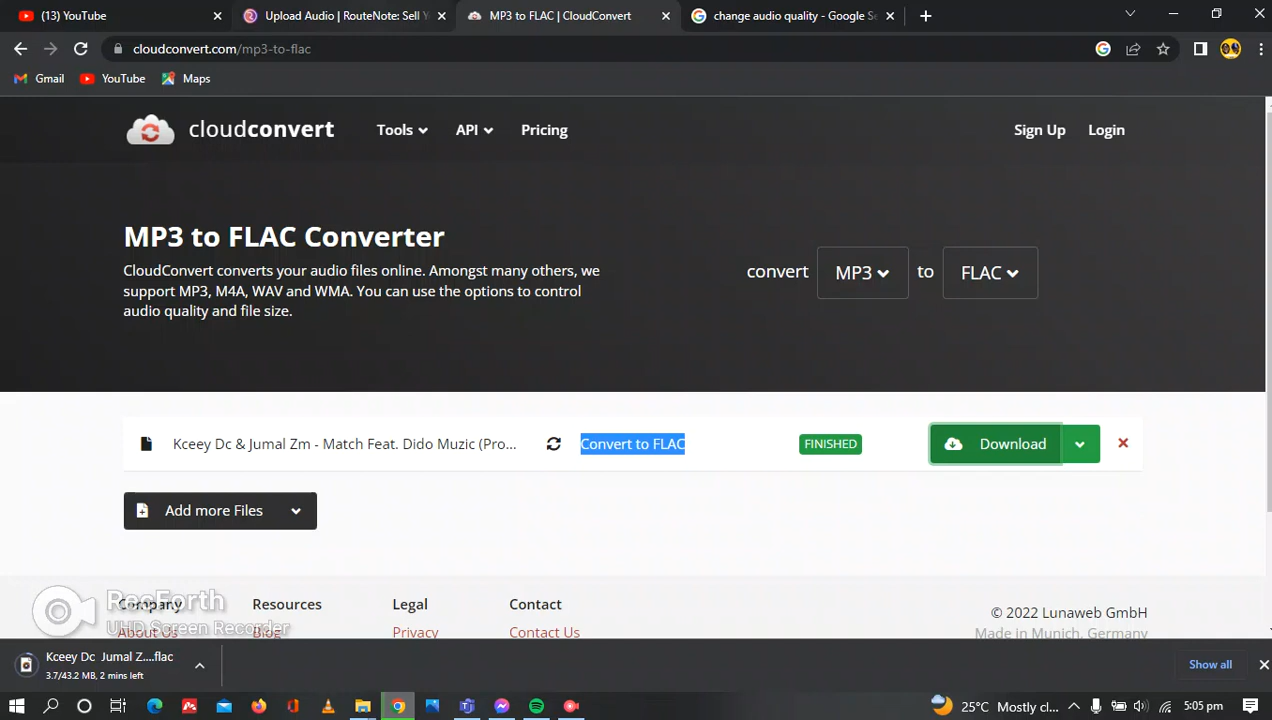 (13) YouTube
Upload Audio | RouteNote: Sell Y
MP3 to FLAC | CloudConvert
change audio quality - Google Se
cloudconvert.com/mp3-to-flac
Gmail
YouTube
Maps
cloudconvert
Tools
API
Pricing
Sign Up
Login
MP3 to FLAC Converter
CloudConvert converts your audio files online. Amongst many others, we
support MP3, M4A, WAV and WMA. You can use the options to control
audio quality and file size.
convert MP3 to FLAC
Kceey Dc & Jumal Zm - Match Feat. Dido Muzic (Pro...
Convert to FLAC
FINISHED
Download
Add more Files
RecForth
UHD Screen Recorder
Company
Resources
Legal
Contact
About Us
Blog
Privacy
Contact Us
© 2022 Lunaweb GmbH
Made in Munich, Germany
Kceey Dc Jumal Z....flac
3.7/43.2 MB, 2 mins left
Show all
25°C Mostly cl...
5:05 pm